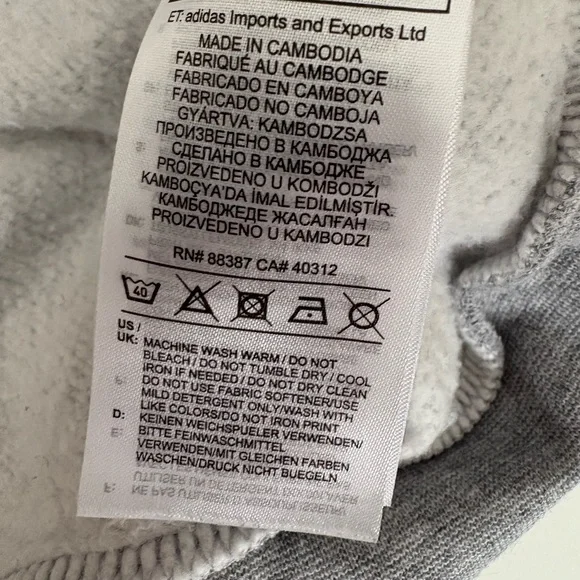 ET: adidas Imports and Exports Ltd
MADE IN CAMBODIA
FABRIQUÉ AU CAMBODGE
FABRICADO EN CAMBOYA
FABRICADO NO CAMBOJA
GYÁRTVA: KAMBODZSA
ПРОИЗВЕДЕНО В КАМБОДЖА
СДЕЛАНО В КАМБОДЖЕ
PROIZVEDENO U KOMBODŽI
KAMBOÇYA'DA İMAL EDİLMİŞTİR.
КАМБОДЖЕДЕ ЖАСАЛҒАН
PROIZVEDENO U KAMBODZI
RN# 88387 CA# 40312
40
US /
UK: MACHINE WASH WARM / DO NOT
BLEACH / DO NOT TUMBLE DRY / COOL
IRON IF NEEDED / DO NOT DRY CLEAN
DO NOT USE FABRIC SOFTENER/USE
MILD DETERGENT ONLY/WASH WITH
LIKE COLORS/DO NOT IRON PRINT
D: KEINEN WEICHSPUELER VERWENDEN/
BITTE FEINWASCHMITTEL
VERWENDEN/MIT GLEICHEN FARBEN
WASCHEN/DRUCK NICHT BUEGELN